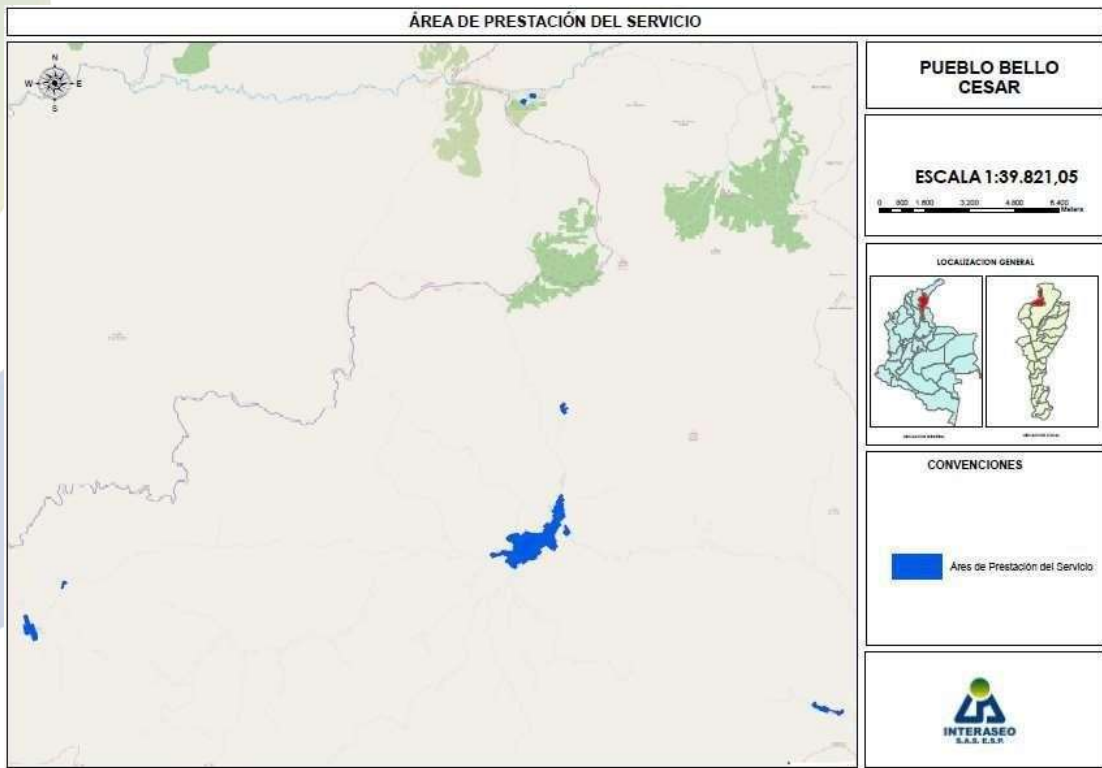 ÁREA DE PRESTACIÓN DEL SERVICIO
N
W E
S
PUEBLO BELLO
CESAR
ESCALA 1:39.821,05
0 800 1.600 3.200 4.800 6.400
Meters
LOCALIZACION GENERAL
CONVENCIONES
Áres de Prestación del Servicio
INTERASEO
S.A.S. E.S.P.